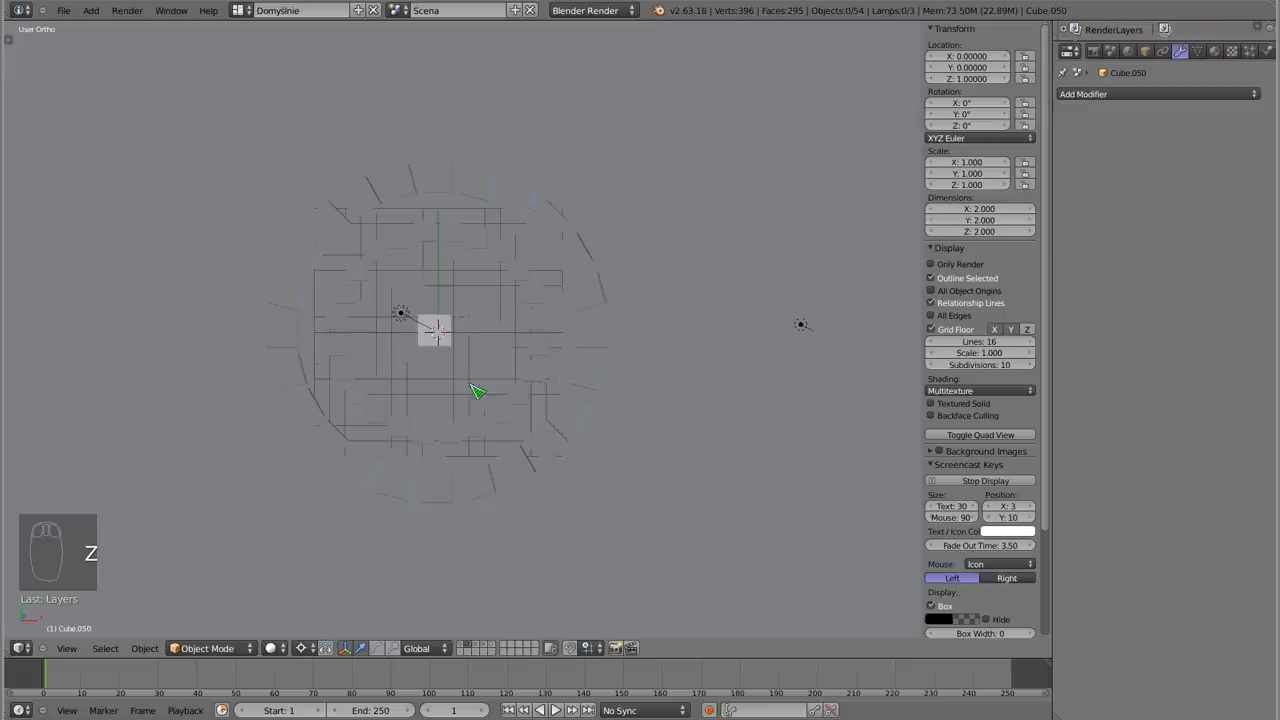 File Add Render Window Help Domyślnie Scena Blender Render v2.63.18 | Verts:396 | Faces:295 | Objects:0/54 | Lamps:0/3 | Mem:73.50M (22.89M) | Cube.050
User Ortho
Transform
Location:
X: 0.00000
Y: 0.00000
Z: 1.00000
Rotation:
X: 0°
Y: 0°
Z: 0°
XYZ Euler
Scale:
X: 1.000
Y: 1.000
Z: 1.000
Dimensions:
X: 2.000
Y: 2.000
Z: 2.000
Display
Only Render
Outline Selected
All Object Origins
Relationship Lines
All Edges
Grid Floor X Y Z
Lines: 16
Scale: 1.000
Subdivisions: 10
Shading:
Multitexture
Textured Solid
Backface Culling
Toggle Quad View
Background Images
Screencast Keys
Stop Display
Size: Position:
Text: 30 X: 3
Mouse: 90 Y: 10
Text / Icon Col
Fade Out Time: 3.50
Mouse: Icon
Left Right
Display:
Box
Hide
Box Width: 0
RenderLayers
Cube.050
Add Modifier
Z
Last: Layers
(1) Cube.050
View Select Object Object Mode Global
0 10 20 30 40 50 60 70 80 90 100 110 120 130 140 150 160 170 180 190 200 210 220 230 240 250
View Marker Frame Playback Start: 1 End: 250 1 No Sync